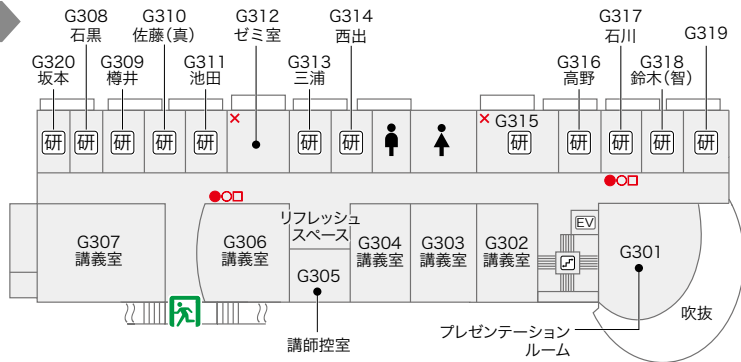 G308
石黒
G310
佐藤(真)
G312
ゼミ室
G314
西出
G317
石川
G320
坂本
G309
樽井
G311
池田
G313
三浦
G316
高野
G318
鈴木(智)
G319
研
研
研
研
研
研
研
G315
研
研
研
研
研
G307
講義室
G306
講義室
リフレッシュ
スペース
G305
講師控室
G304
講義室
G303
講義室
G302
講義室
EV
G301
プレゼンテーション
ルーム
吹抜